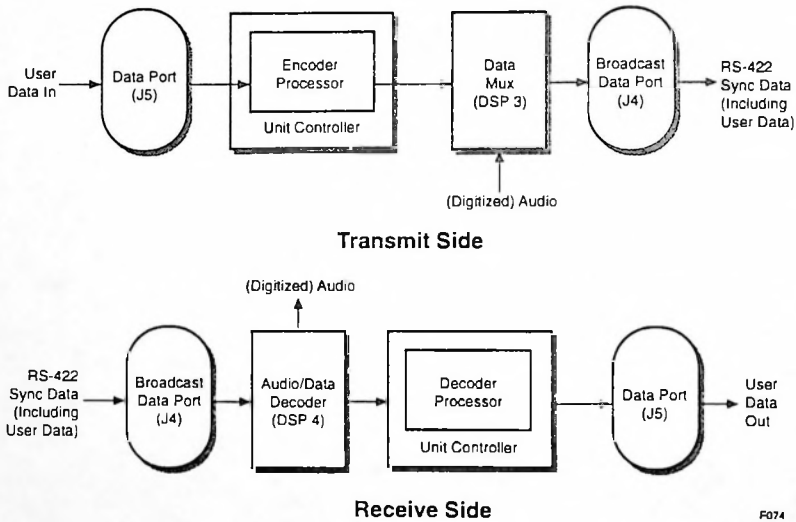 User
Data In
Data Port
(J5)
Encoder
Processor
Unit Controller
Data
Mux
(DSP 3)
Broadcast
Data Port
(J4)
RS-422
Sync Data
(Including
User Data)
(Digitized) Audio
Transmit Side
(Digitized) Audio
RS-422
Sync Data
(Including
User Data)
Broadcast
Data Port
(J4)
Audio/Data
Decoder
(DSP 4)
Decoder
Processor
Unit Controller
Data Port
(J5)
User
Data
Out
Receive Side
F074